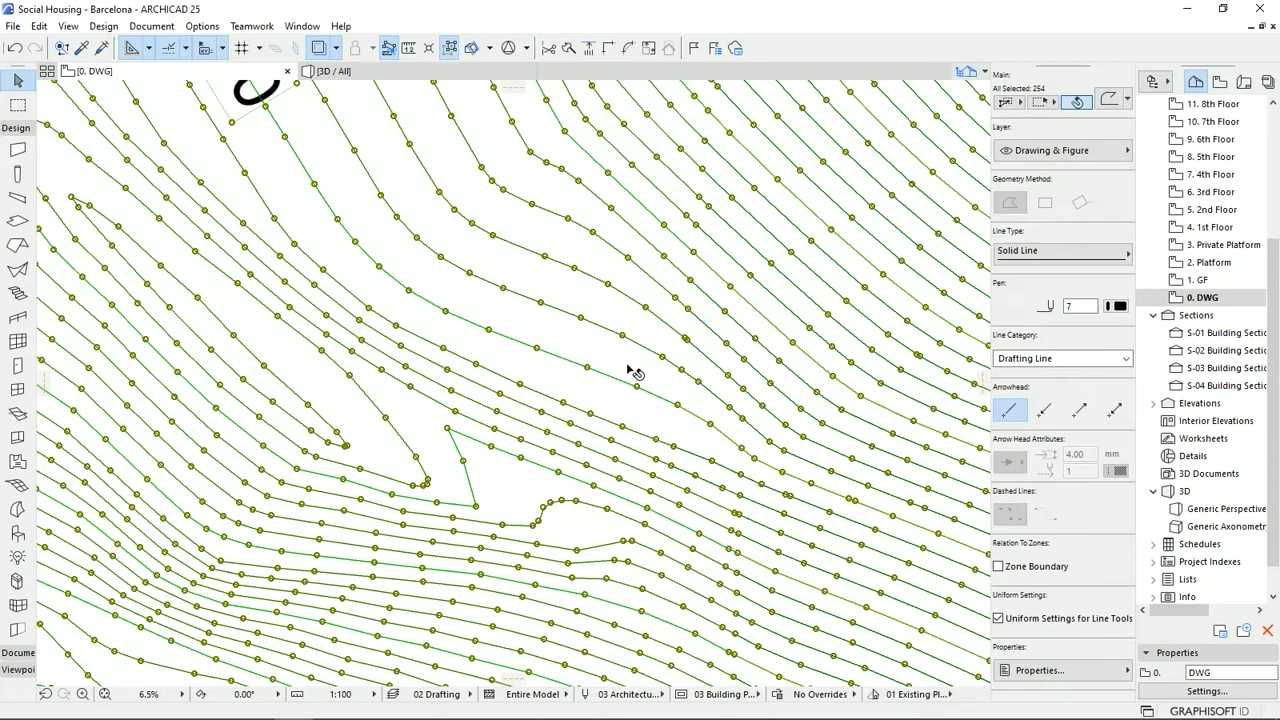 Social Housing - Barcelona - ARCHICAD 25
File Edit View Design Document Options Teamwork Window Help
[0. DWG]
[3D / All]
Design
Docume
Viewpoi
Main:
All Selected: 254
Layer:
Drawing & Figure
Geometry Method:
Line Type:
Solid Line
Pen:
7
Line Category:
Drafting Line
Arrowhead:
Arrow Head Attributes:
4.00 mm
1
Dashed Lines:
Relation To Zones:
Zone Boundary
Uniform Settings:
Uniform Settings for Line Tools
Properties:
Properties...
11. 8th Floor
10. 7th Floor
9. 6th Floor
8. 5th Floor
7. 4th Floor
6. 3rd Floor
5. 2nd Floor
4. 1st Floor
3. Private Platform
2. Platform
1. GF
0. DWG
Sections
S-01 Building Sectio
S-02 Building Sectio
S-03 Building Sectio
S-04 Building Sectio
Elevations
Interior Elevations
Worksheets
Details
3D Documents
3D
Generic Perspective
Generic Axonometr
Schedules
Project Indexes
Lists
Info
Properties
0. DWG
Settings...
6.5% 0.00° 1:100 02 Drafting Entire Model 03 Architectu... 03 Building P... No Overrides 01 Existing Pl...
GRAPHISOFT ID